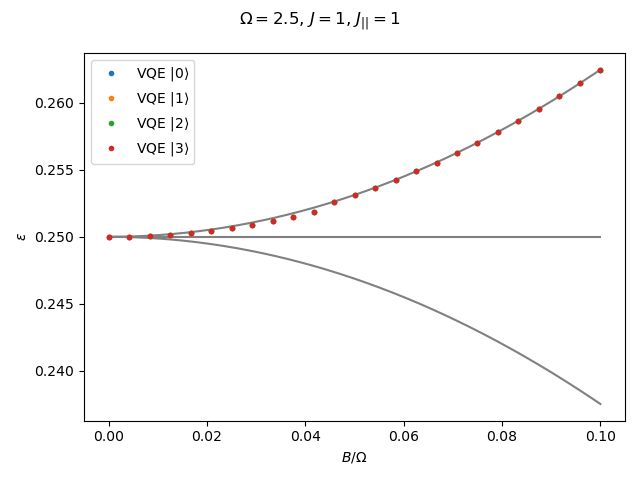 Ω = 2.5, J = 1, J_{||} = 1
VQE |0⟩
VQE |1⟩
VQE |2⟩
VQE |3⟩
0.260
0.255
0.250
0.245
0.240
ε
0.00 0.02 0.04 0.06 0.08 0.10
B/Ω